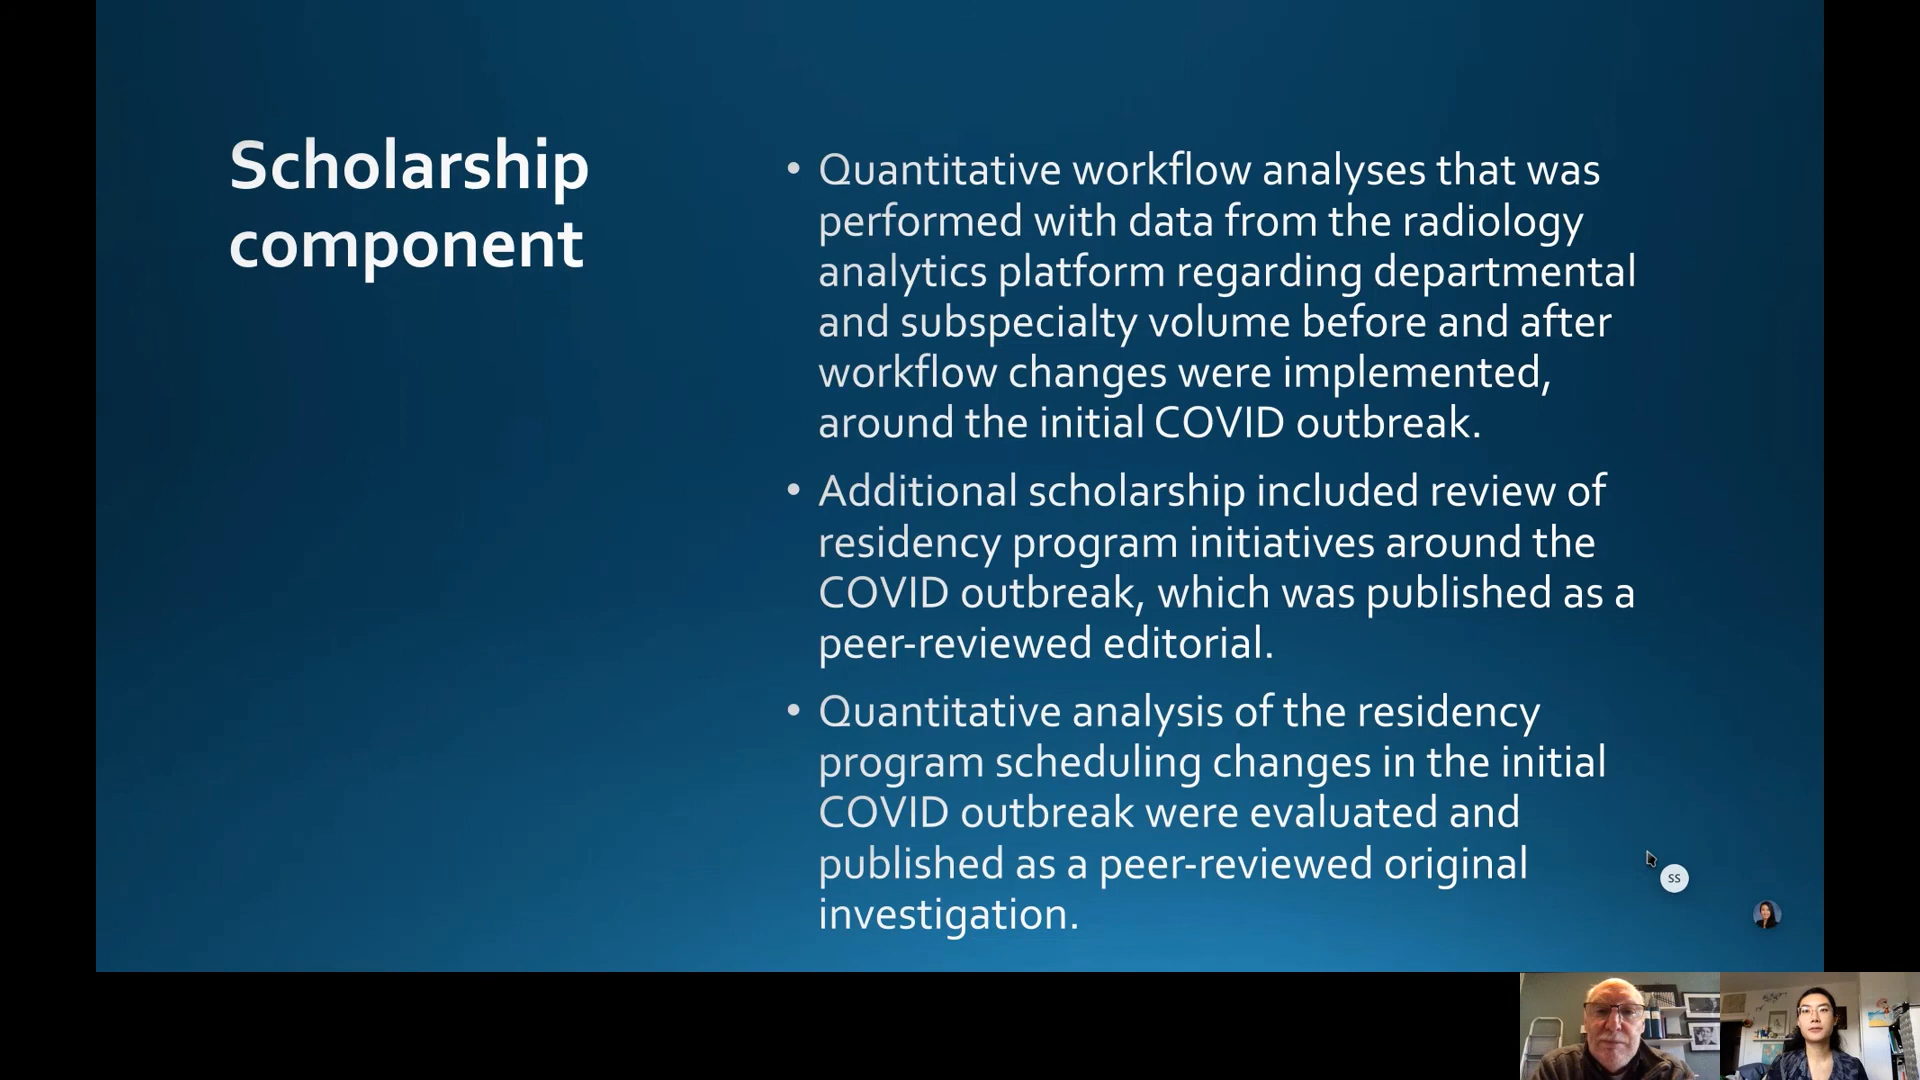 Scholarship
component
• Quantitative workflow analyses that was
performed with data from the radiology
analytics platform regarding departmental
and subspecialty volume before and after
workflow changes were implemented,
around the initial COVID outbreak.
• Additional scholarship included review of
residency program initiatives around the
COVID outbreak, which was published as a
peer-reviewed editorial.
• Quantitative analysis of the residency
program scheduling changes in the initial
COVID outbreak were evaluated and
published as a peer-reviewed original
investigation.
SS